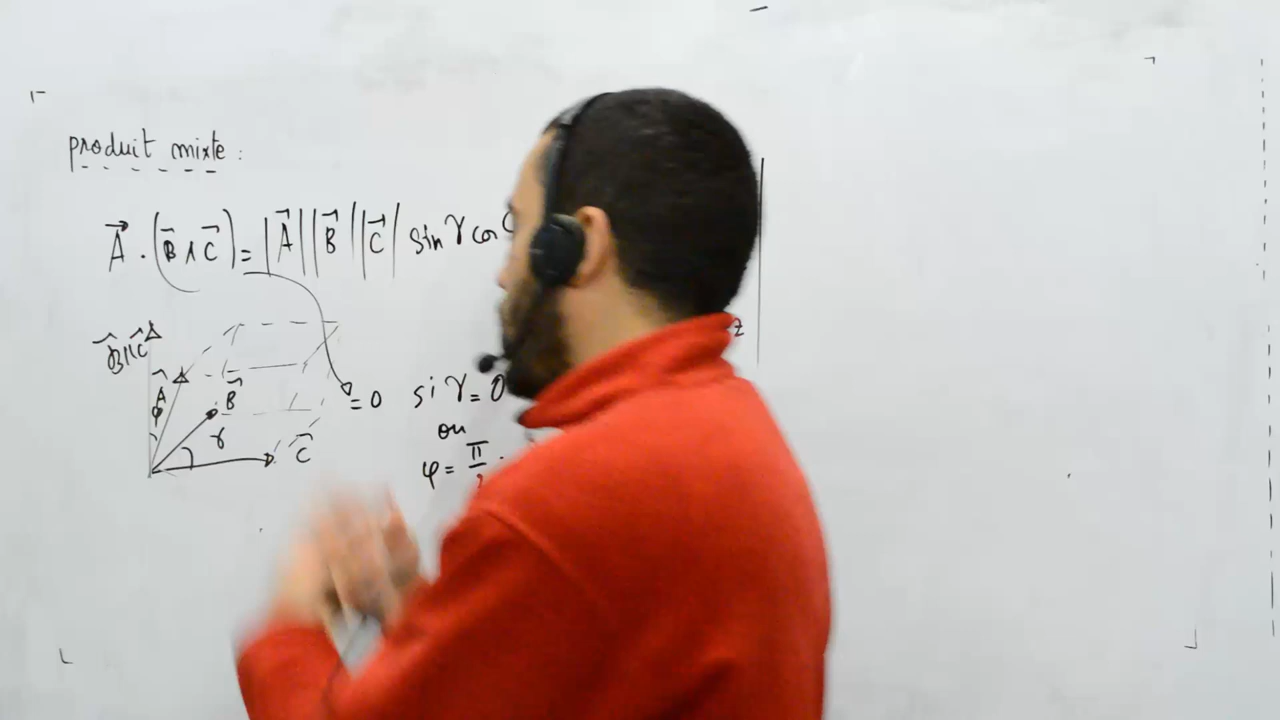 produit mixte :
A⃗ . (B⃗ ∧ C⃗) = |A⃗| |B⃗| |C⃗| sin γ cos
B⃗∧C⃗
A⃗
B⃗
φ
γ
C⃗
= 0
si γ = 0
ou
φ = π/2
z